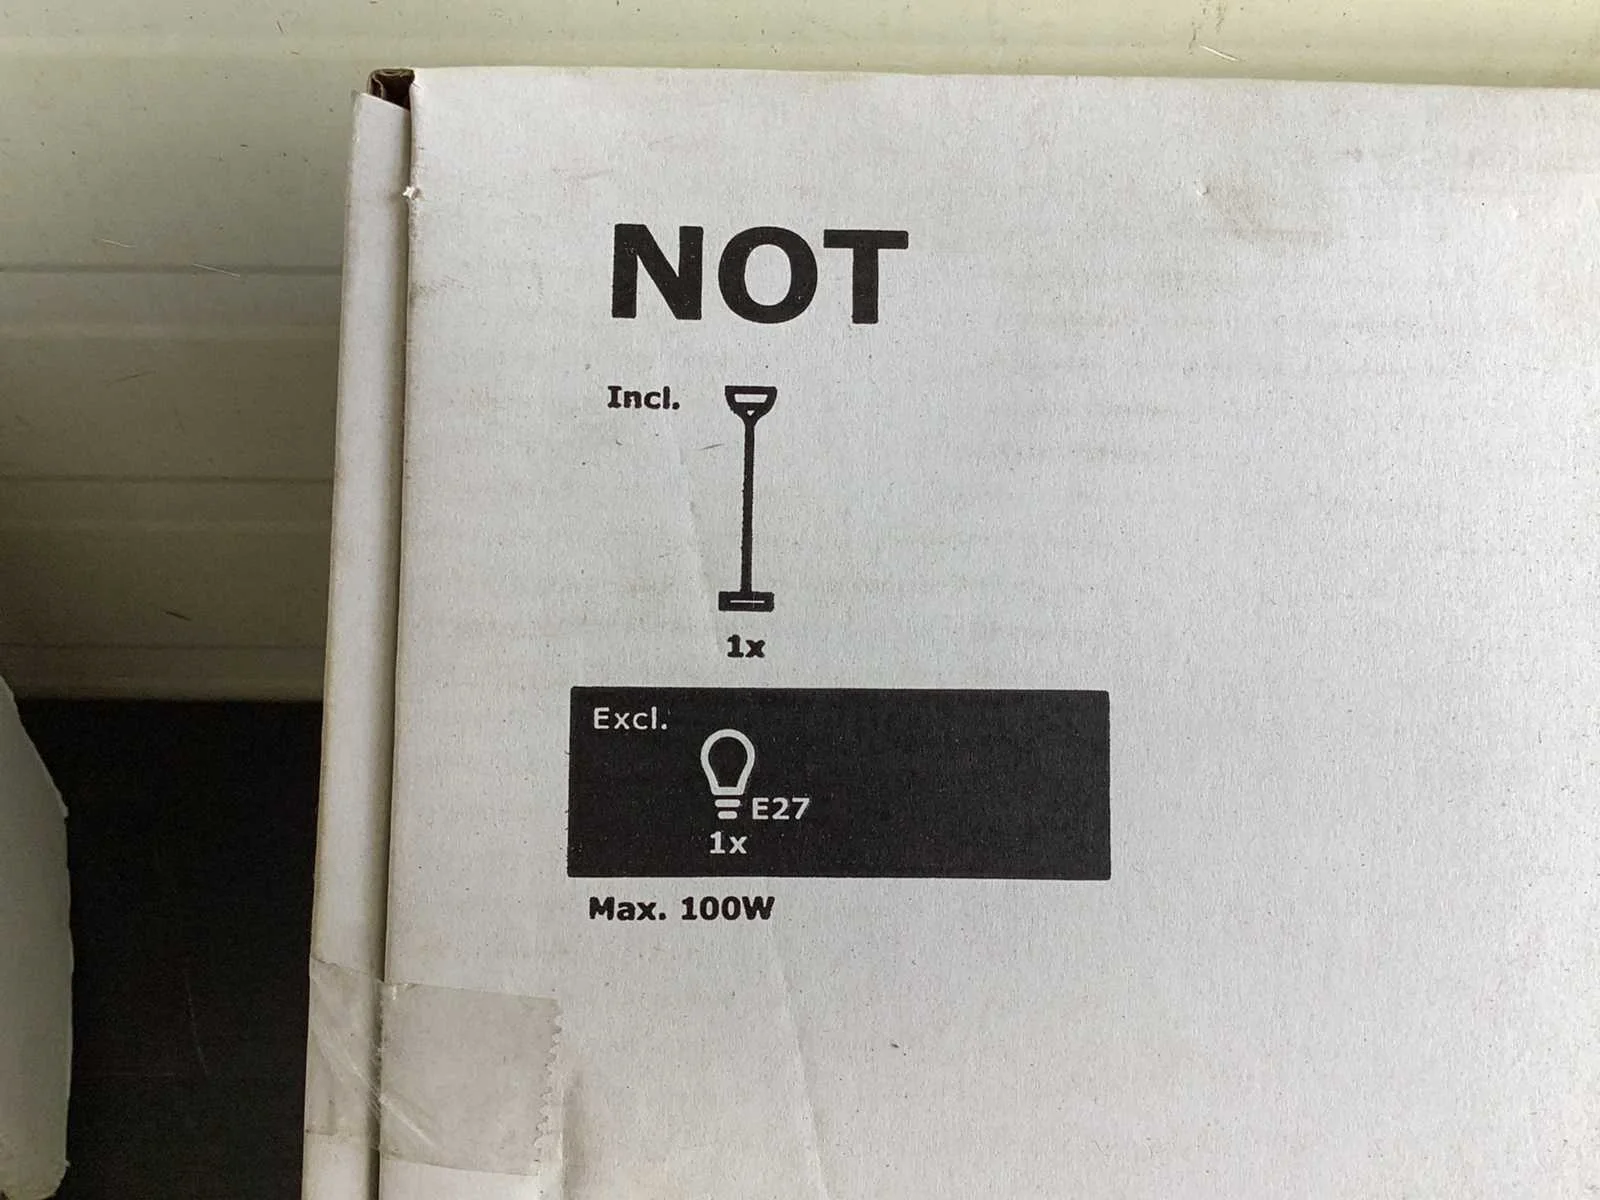 NOT
Incl.
1x
Excl.
E27
1x
Max. 100W